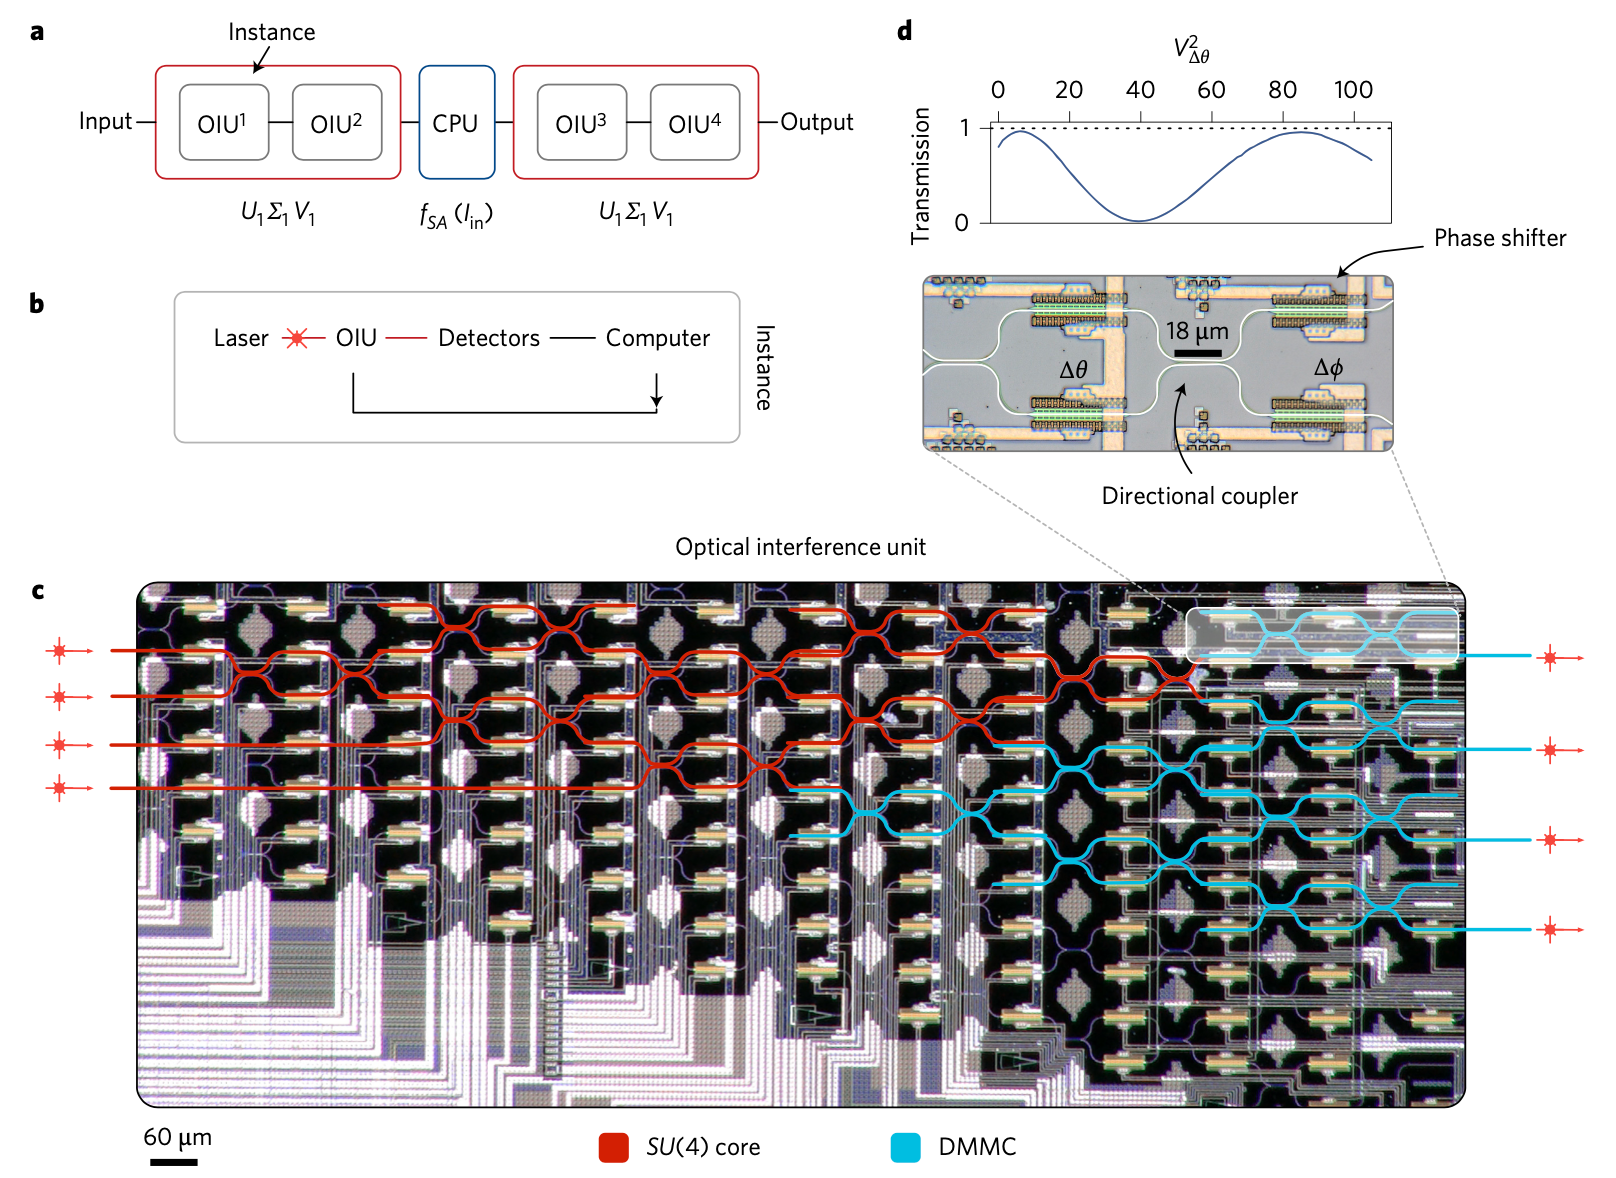 a
Instance
Input
OIU¹
OIU²
CPU
OIU³
OIU⁴
Output
U₁Σ₁V₁
f_SA (I_in)
U₁Σ₁V₁
b
Laser
OIU
Detectors
Computer
Instance
d
V²_Δθ
0 20 40 60 80 100
Transmission
1
0
Phase shifter
18 µm
Δθ
Δϕ
Directional coupler
Optical interference unit
c
60 µm
SU(4) core
DMMC